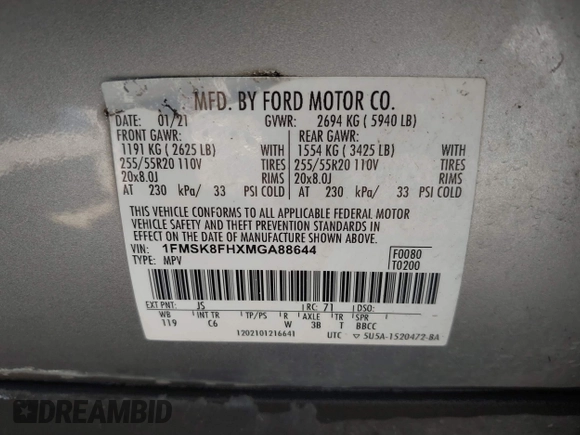 MFD. BY FORD MOTOR CO.
DATE: 01/21 GVWR: 2694 KG ( 5940 LB)
FRONT GAWR: REAR GAWR:
1191 KG ( 2625 LB) 1554 KG ( 3425 LB)
255/55R20 110V TIRES 255/55R20 110V TIRES
20x8.0J RIMS 20x8.0J RIMS
AT 230 kPa/ 33 PSI COLD AT 230 kPa/ 33 PSI COLD
THIS VEHICLE CONFORMS TO ALL APPLICABLE FEDERAL MOTOR
VEHICLE SAFETY AND THEFT PREVENTION STANDARDS IN
EFFECT ON THE DATE OF MANUFACTURE SHOWN ABOVE.
VIN: 1FMSK8FHXMGA88644 F0080
TYPE: MPV T0200
EXT PNT: JS RC: 71 DSO:
WB INT TR TP/PS R AXLE TR SPR
119 C6 W 3B T BBCC
1202101216641 UTC 5U5A-1520472-BA
DREAMBID